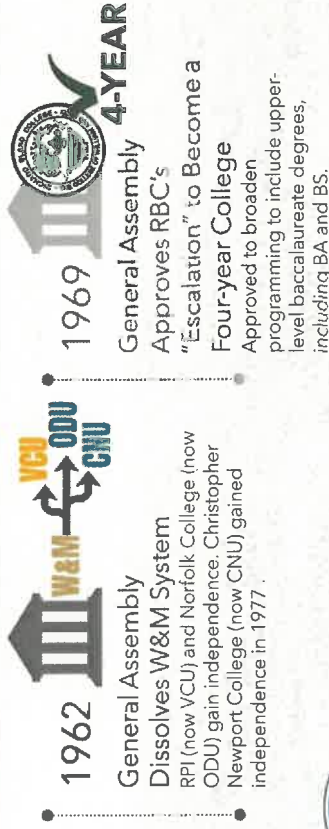 1962
W&M
VCU
ODU
CNU
General Assembly
Dissolves W&M System
RPI (now VCU) and Norfolk College (now
ODU) gain independence. Christopher
Newport College (now CNU) gained
independence in 1977 .
1969
4-YEAR
General Assembly
Approves RBC's
"Escalation" to Become a
Four-year College
Approved to broaden
programming to include upper-
level baccalaureate degrees,
including BA and BS.